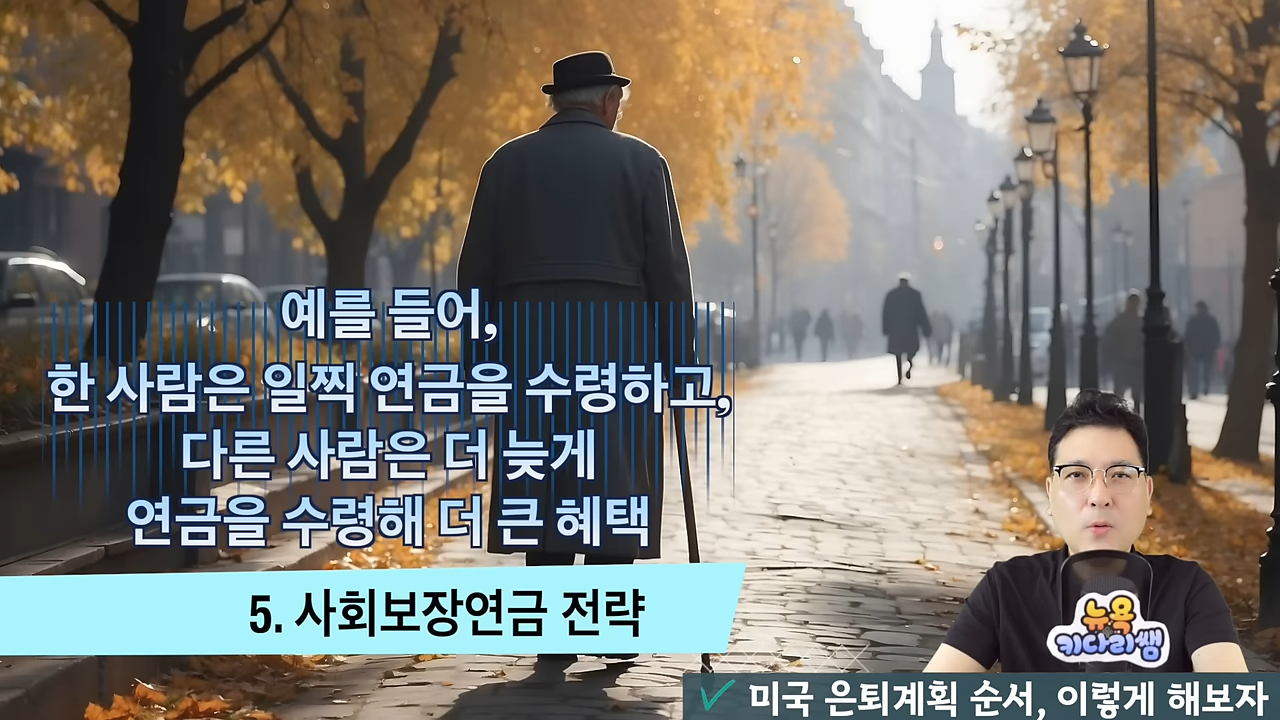 예를 들어,
한 사람은 일찍 연금을 수령하고,
다른 사람은 더 늦게
연금을 수령해 더 큰 혜택
5. 사회보장연금 전략
뉴욕
키다리쌤
미국 은퇴계획 순서, 이렇게 해보자